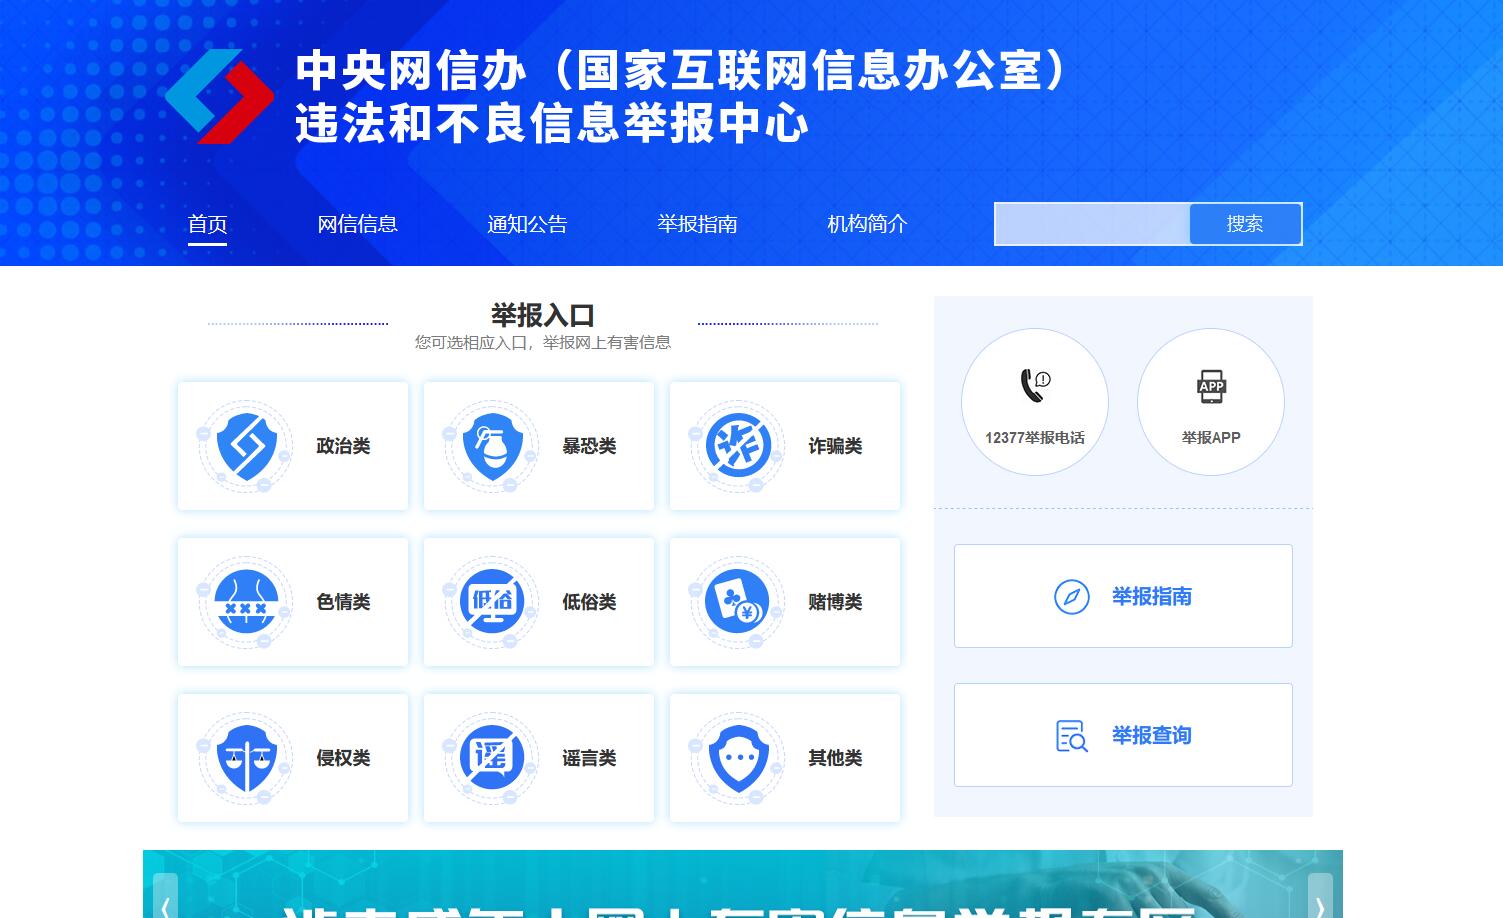 中央网信办（国家互联网信息办公室）
违法和不良信息举报中心
首页 网信信息 通知公告 举报指南 机构简介 搜索
举报入口
您可选相应入口，举报网上有害信息
政治类 暴恐类 诈 诈骗类
色情类 低俗 低俗类 ¥ 赌博类
侵权类 谣 谣言类 其他类
12377举报电话 APP 举报APP
举报指南
举报查询